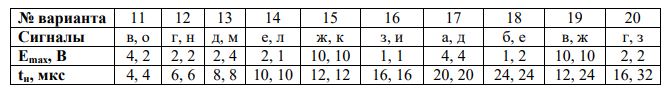 № варианта 11 12 13 14 15 16 17 18 19 20
Сигналы в, о г, н д, м е, л ж, к з, и а, д б, е в, ж г, з
Emax, В 4, 2 2, 2 2, 4 2, 1 10, 10 1, 1 4, 4 1, 2 10, 10 2, 2
tи, мкс 4, 4 6, 6 8, 8 10, 10 12, 12 16, 16 20, 20 24, 24 12, 24 16, 32